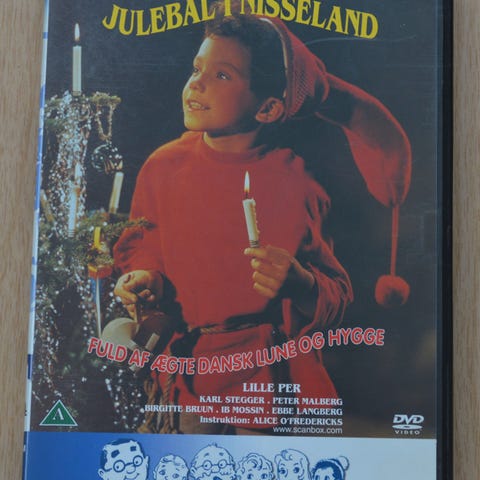 JULEBAL I NISSELAND
FULD AF ÆGTE DANSK LUNE OG HYGGE
LILLE PER
KARL STEGGER . PETER MALBERG
BIRGITTE BRUUN . IB MOSSIN . EBBE LANGBERG
Instruktion: ALICE O'FREDERICKS
www.scanbox.com
A
DVD
VIDEO